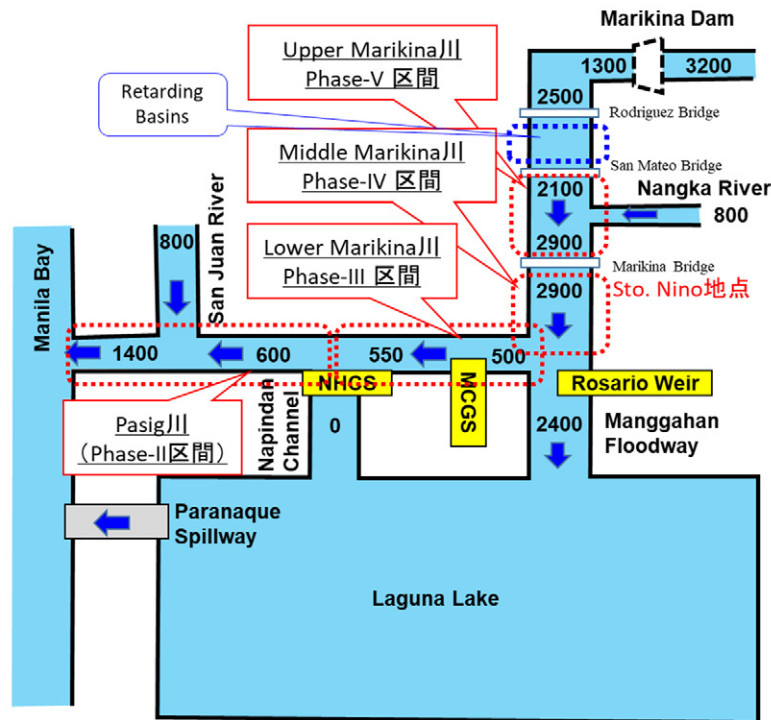 Marikina Dam
Upper Marikina川
Phase-V 区間
1300
3200
Retarding
Basins
2500
Rodriguez Bridge
Middle Marikina川
Phase-IV 区間
San Mateo Bridge
2100
Nangka River
800
San Juan River
800
Lower Marikina川
Phase-III 区間
2900
Marikina Bridge
2900
Sto. Nino地点
Manila Bay
1400
600
550
500
NHCS
MCGS
Rosario Weir
Pasig川
(Phase-II区間)
Napindan
Channel
0
2400
Manggahan
Floodway
Paranaque
Spillway
Laguna Lake